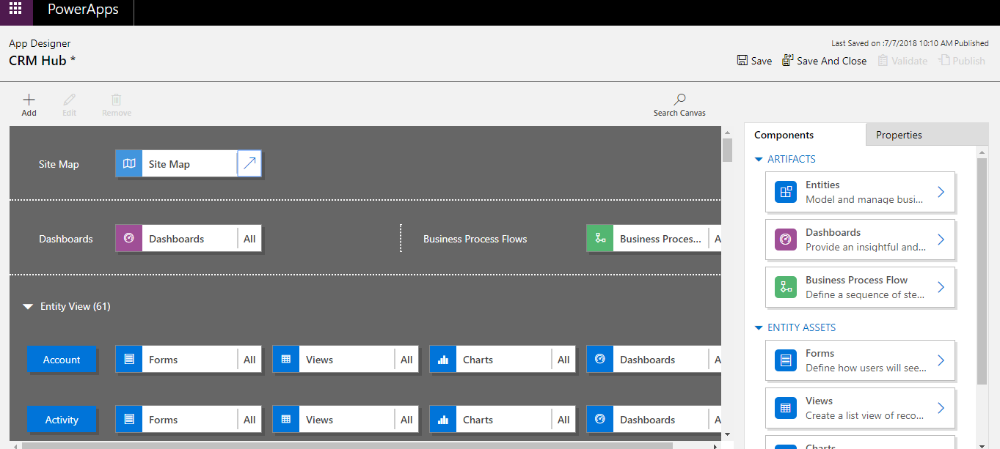 PowerApps
App Designer
CRM Hub *
Last Saved on :7/7/2018 10:10 AM Published
Save
Save And Close
Validate
Publish
Add
Edit
Remove
Search Canvas
Site Map
Site Map
Dashboards
Dashboards
All
Business Process Flows
Business Proces...
A
Entity View (61)
Account
Forms
All
Views
All
Charts
All
Dashboards
A
Activity
Forms
All
Views
All
Charts
All
Dashboards
A
Components
Properties
ARTIFACTS
Entities
Model and manage busi...
Dashboards
Provide an insightful and...
Business Process Flow
Define a sequence of ste...
ENTITY ASSETS
Forms
Define how users will see...
Views
Create a list view of reco...
Charts